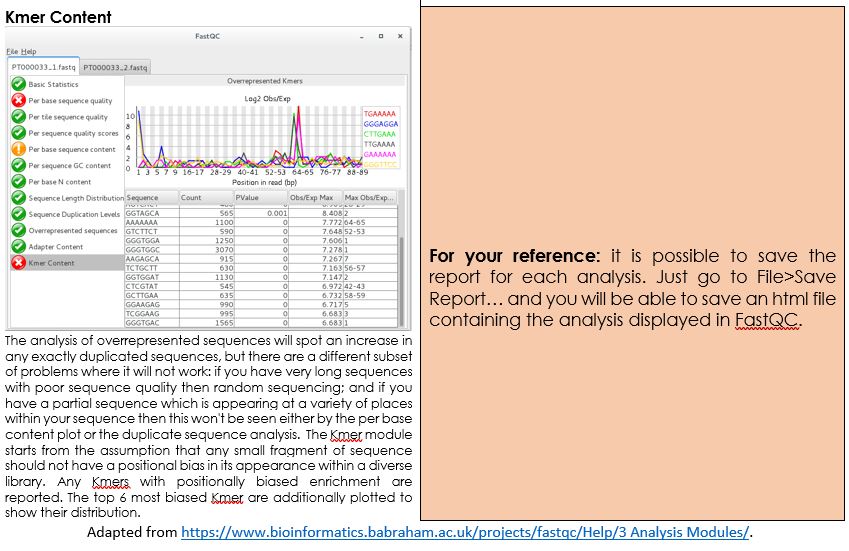 Kmer Content
FastQC
File Help
PT000033_1.fastq PT000033_2.fastq
Basic Statistics
Per base sequence quality
Per tile sequence quality
Per sequence quality scores
Per base sequence content
Per sequence GC content
Per base N content
Sequence Length Distribution
Sequence Duplication Levels
Overrepresented sequences
Adapter Content
Kmer Content
Overrepresented Kmers
Log2 Obs/Exp
10
8
6
4
2
0
TGAAAAA
GGGAGGA
CTTGAAA
TTGAAAA
GAAAAAA
GGGTTCC
1 3 5 7 9 16-17 28-29 40-41 52-53 64-65 76-77 88-89
Position in read (bp)
Sequence Count PValue Obs/Exp Max Max Obs/Exp...
GGTAGCA 565 0.001 8.408 2
AAAAAAA 1100 0 7.772 64-65
GTCTTCT 590 0 7.648 52-53
GGGTGGA 1250 0 7.606 1
GGGTGGC 3070 0 7.278 1
AAGAGCA 915 0 7.267 7
TCTGCTT 630 0 7.163 56-57
GGTGGAT 1130 0 7.147 2
CTCGTAT 545 0 6.972 42-43
GCTTGAA 635 0 6.732 58-59
GGAAGAG 990 0 6.717 5
TCGGAAG 995 0 6.683 3
GGGTGAC 1565 0 6.683 1
The analysis of overrepresented sequences will spot an increase in
any exactly duplicated sequences, but there are a different subset
of problems where it will not work: if you have very long sequences
with poor sequence quality then random sequencing; and if you
have a partial sequence which is appearing at a variety of places
within your sequence then this won't be seen either by the per base
content plot or the duplicate sequence analysis. The Kmer module
starts from the assumption that any small fragment of sequence
should not have a positional bias in its appearance within a diverse
library. Any Kmers with positionally biased enrichment are
reported. The top 6 most biased Kmer are additionally plotted to
show their distribution.
For your reference: it is possible to save the
report for each analysis. Just go to File>Save
Report… and you will be able to save an html file
containing the analysis displayed in FastQC.
Adapted from https://www.bioinformatics.babraham.ac.uk/projects/fastqc/Help/3 Analysis Modules/.